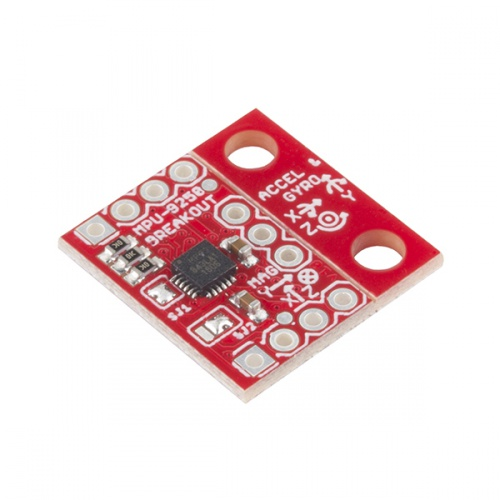 ACCEL
GYRO
Y
X
Z
MPU-9250
BREAKOUT
MAG
Y
X
Z
SJ1
SJ2